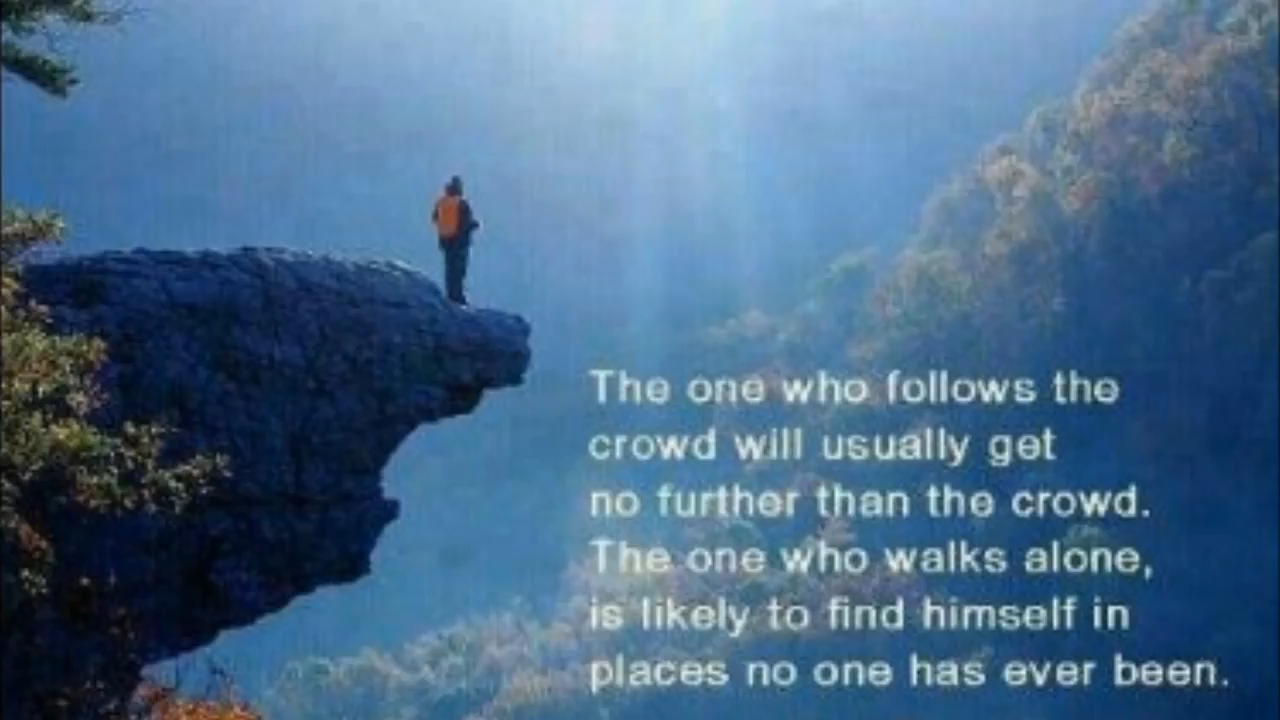 The one who follows the
crowd will usually get
no further than the crowd.
The one who walks alone,
is likely to find himself in
places no one has ever been.